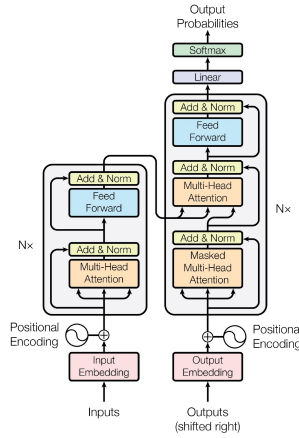 Output
Probabilities
Softmax
Linear
Add & Norm
Feed
Forward
Add & Norm
Multi-Head
Attention
Add & Norm
Masked
Multi-Head
Attention
N×
Add & Norm
Feed
Forward
Add & Norm
Multi-Head
Attention
N×
Positional
Encoding
Positional
Encoding
Input
Embedding
Output
Embedding
Inputs
Outputs
(shifted right)